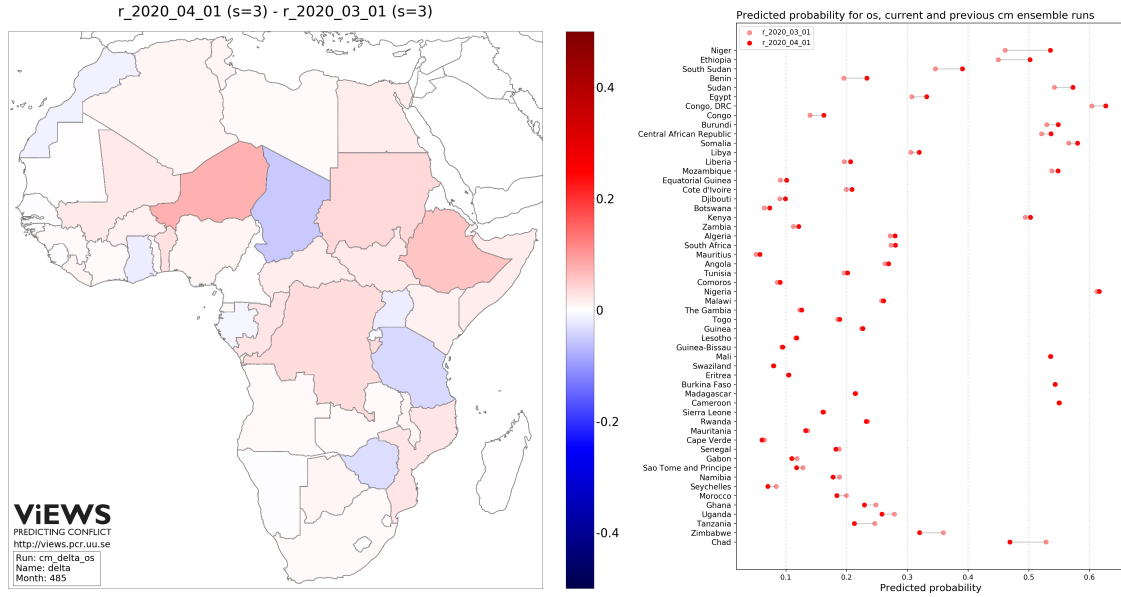 r_2020_04_01 (s=3) - r_2020_03_01 (s=3)
0.4
0.2
0
-0.2
-0.4
ViEWS
PREDICTING CONFLICT
http://views.pcr.uu.se
Run: cm_delta_os
Name: delta
Month: 485
Predicted probability for os, current and previous cm ensemble runs
r_2020_03_01
r_2020_04_01
Niger
Ethiopia
South Sudan
Benin
Sudan
Egypt
Congo, DRC
Congo
Burundi
Central African Republic
Somalia
Libya
Liberia
Mozambique
Equatorial Guinea
Cote d'Ivoire
Djibouti
Botswana
Kenya
Zambia
Algeria
South Africa
Mauritius
Angola
Tunisia
Comoros
Nigeria
Malawi
The Gambia
Togo
Guinea
Lesotho
Guinea-Bissau
Mali
Swaziland
Eritrea
Burkina Faso
Madagascar
Cameroon
Sierra Leone
Rwanda
Mauritania
Cape Verde
Senegal
Gabon
Sao Tome and Principe
Namibia
Seychelles
Morocco
Ghana
Uganda
Tanzania
Zimbabwe
Chad
0.1 0.2 0.3 0.4 0.5 0.6
Predicted probability